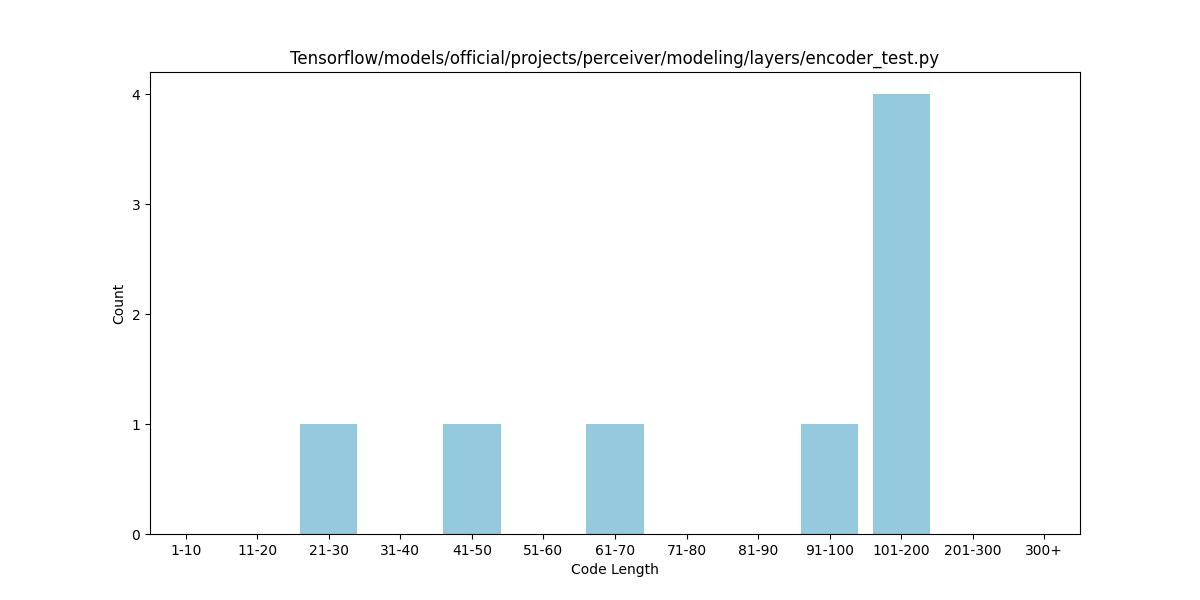 Tensorflow/models/official/projects/perceiver/modeling/layers/encoder_test.py
4
3
2
1
0
Count
1-10 11-20 21-30 31-40 41-50 51-60 61-70 71-80 81-90 91-100 101-200 201-300 300+
Code Length